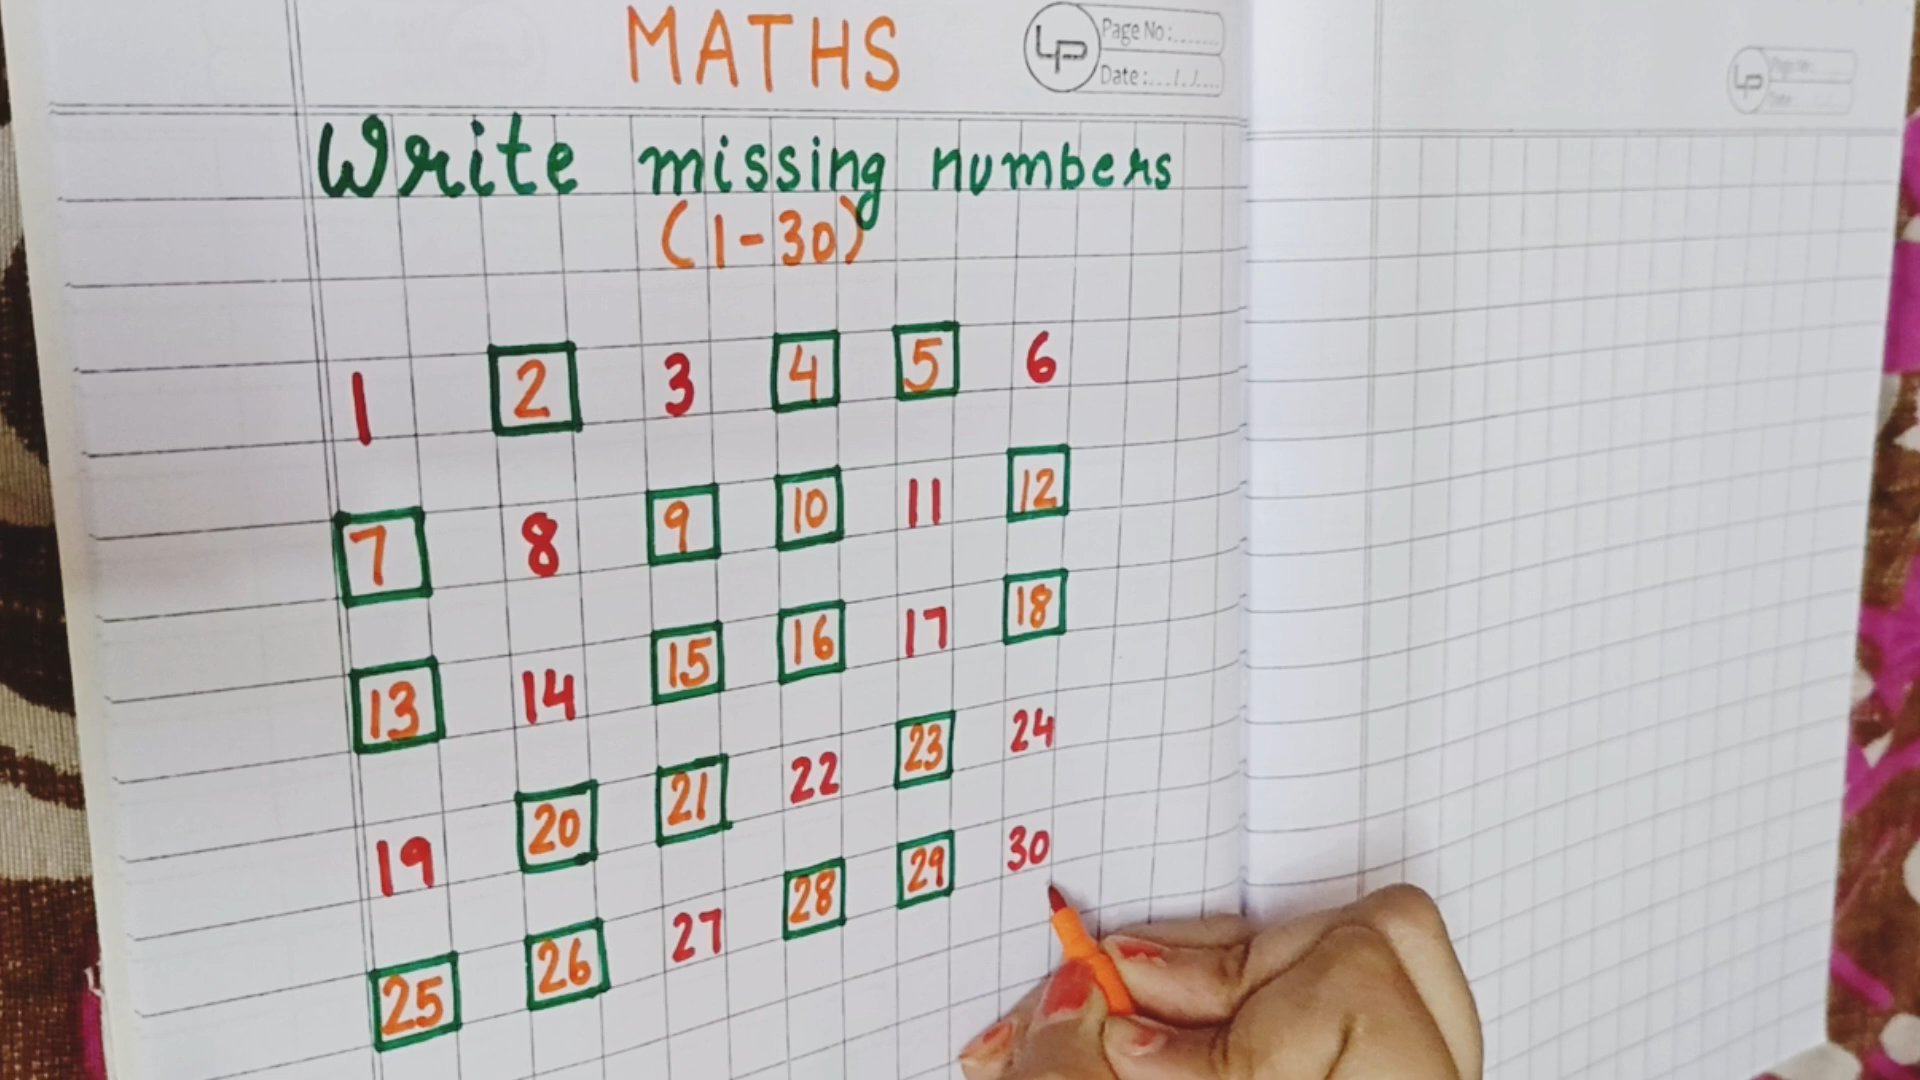 MATHS
LP
Page No :.......
Date :..../../....
Write missing numbers
(1-30)
1 2 3 4 5 6
7 8 9 10 11 12
13 14 15 16 17 18
19 20 21 22 23 24
25 26 27 28 29 30
LP